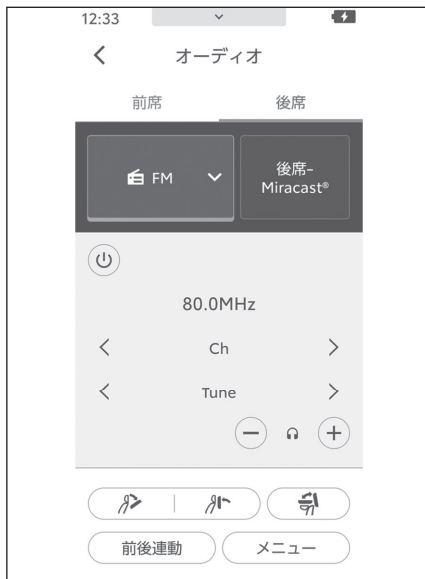 12:33
オーディオ
前席
後席
FM
後席-
Miracast®
80.0MHz
Ch
Tune
前後連動
メニュー